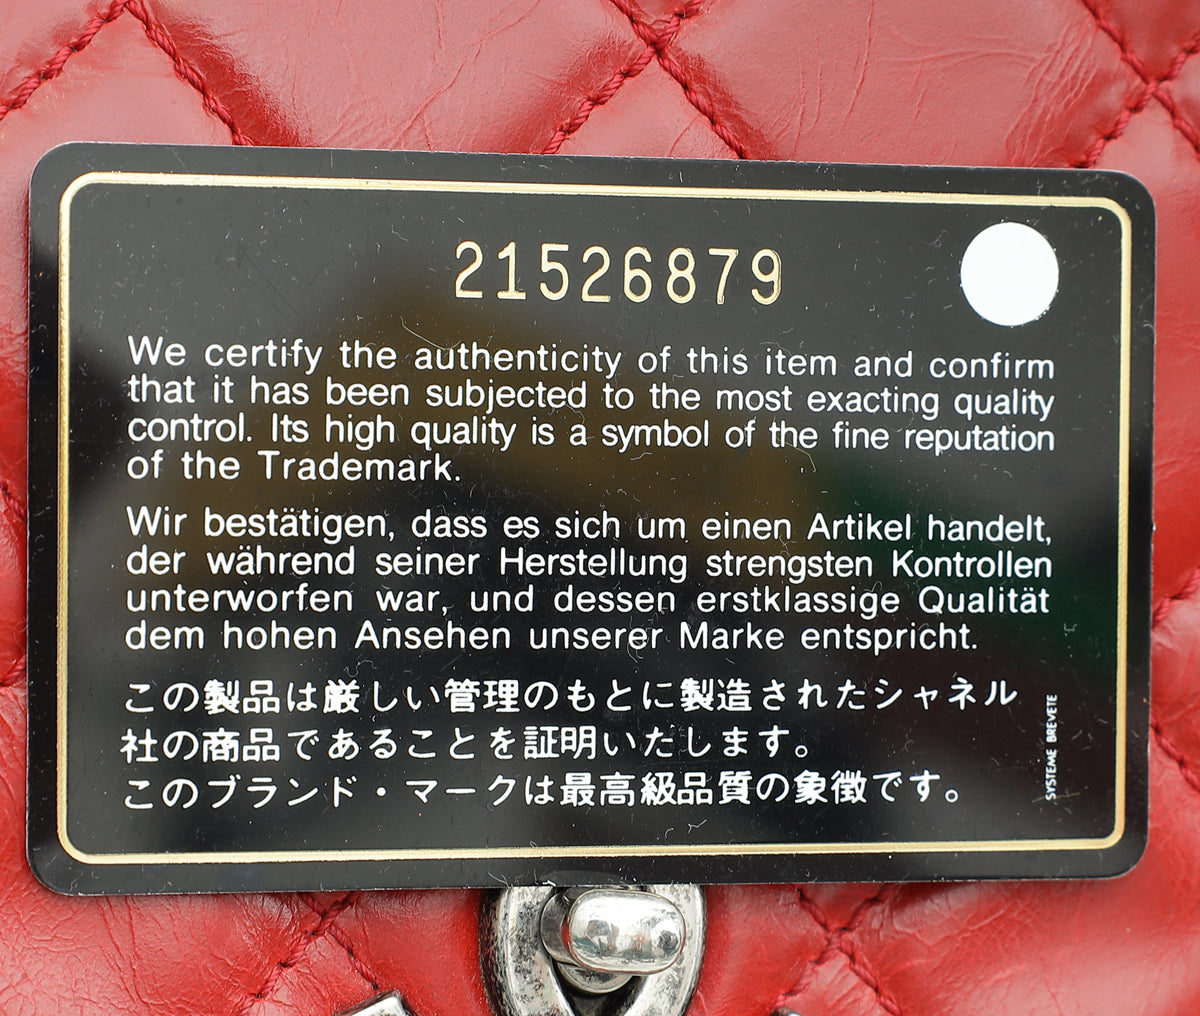 21526879
We certify the authenticity of this item and confirm
that it has been subjected to the most exacting quality
control. Its high quality is a symbol of the fine reputation
of the Trademark.
Wir bestätigen, dass es sich um einen Artikel handelt,
der während seiner Herstellung strengsten Kontrollen
unterworfen war, und dessen erstklassige Qualität
dem hohen Ansehen unserer Marke entspricht.
この製品は厳しい管理のもとに製造されたシャネル
社の商品であることを証明いたします。
このブランド・マークは最高級品質の象徴です。
SYSTEME BREVETE